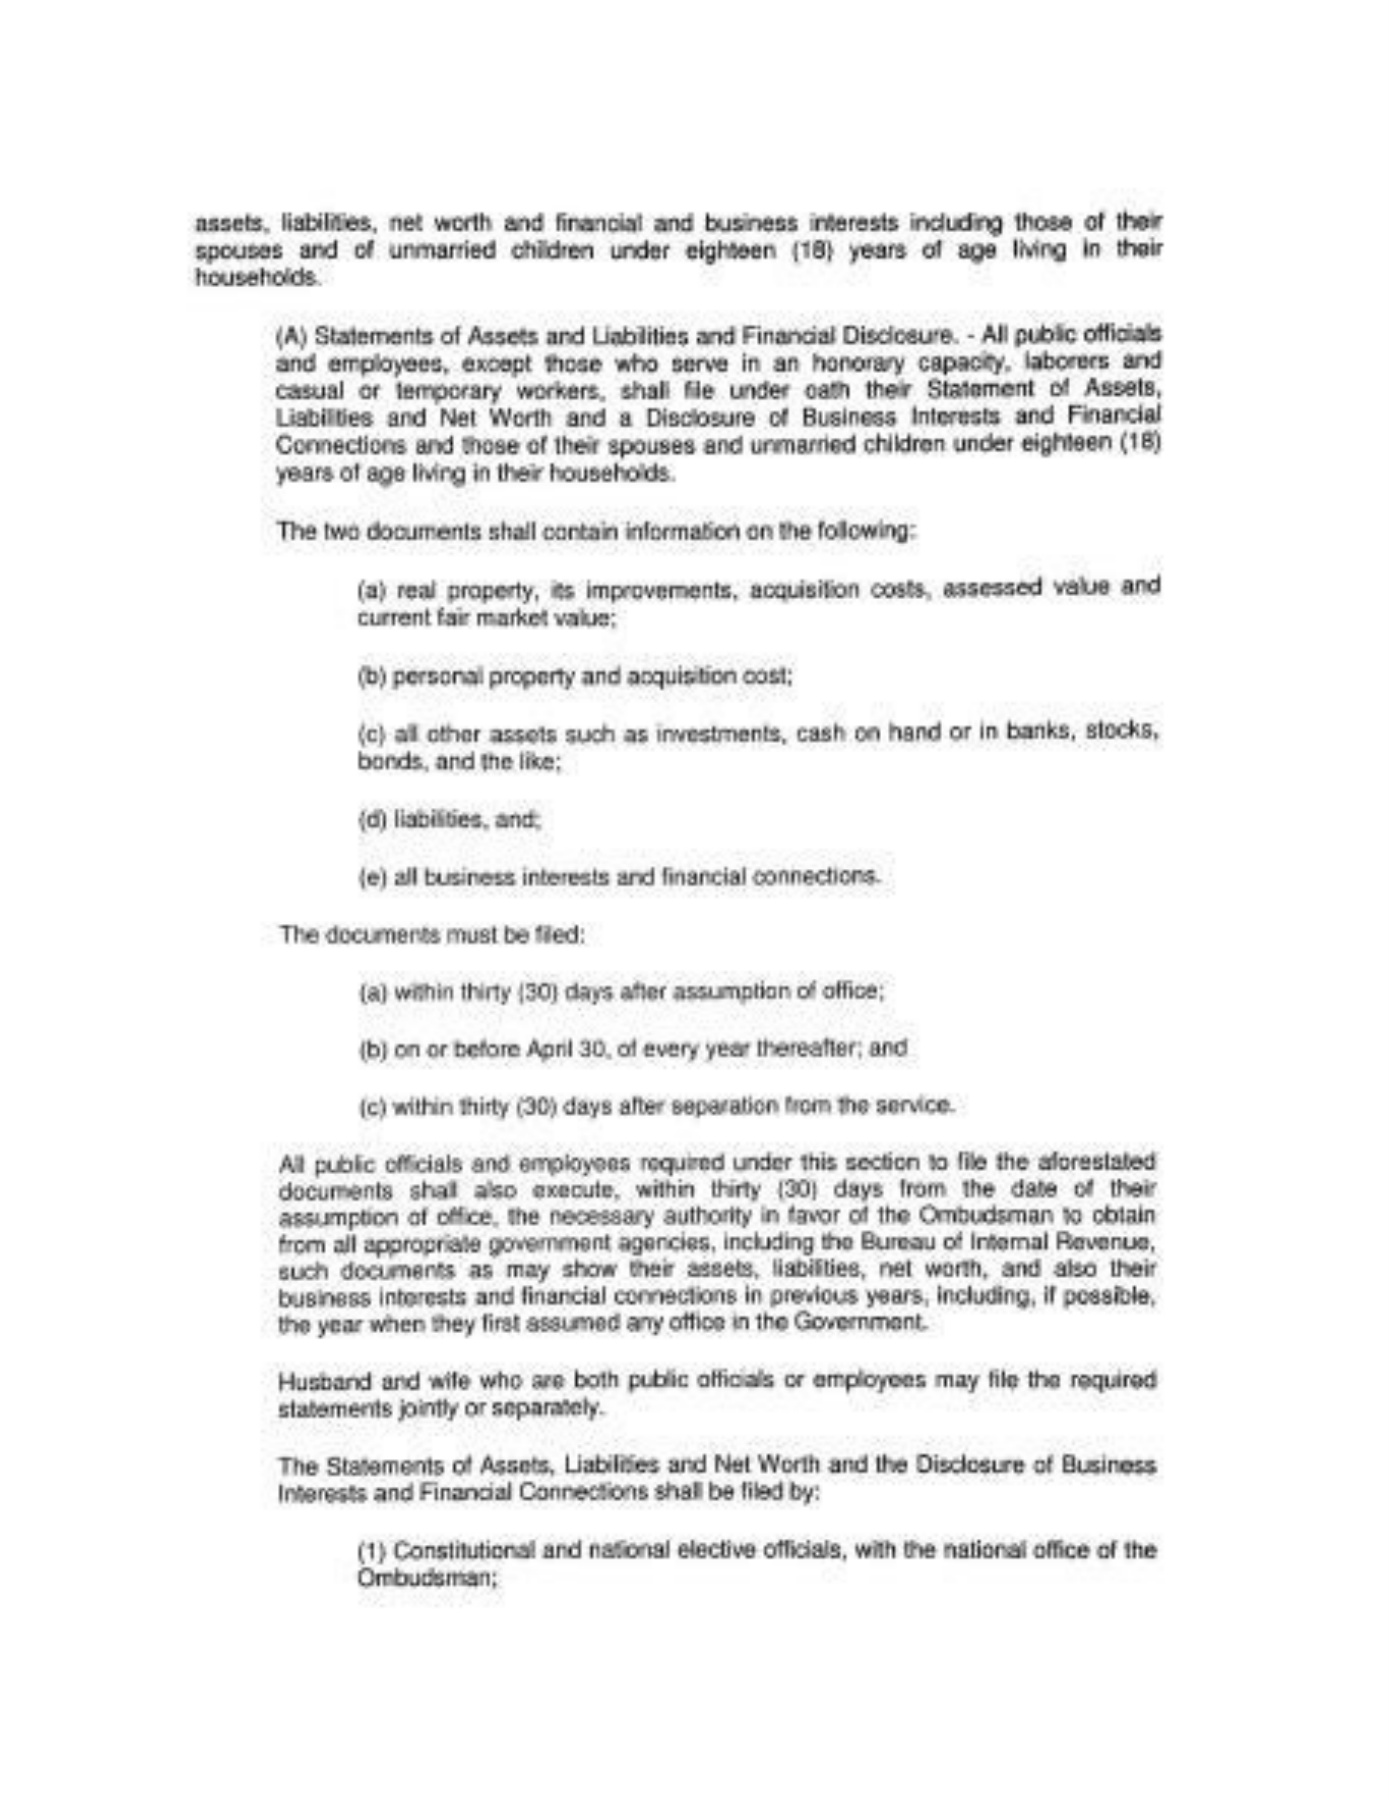 assets, liabilities, net worth and financial and business interests including those of their
spouses and of unmarried children under eighteen (18) years of age living in their
households.
(A) Statements of Assets and Liabilities and Financial Disclosure. - All public officials
and employees, except those who serve in an honorary capacity, laborers and
casual or temporary workers, shall file under oath their Statement of Assets,
Liabilities and Net Worth and a Disclosure of Business Interests and Financial
Connections and those of their spouses and unmarried children under eighteen (18)
years of age living in their households.
The two documents shall contain information on the following:
(a) real property, its improvements, acquisition costs, assessed value and
current fair market value;
(b) personal property and acquisition cost;
(c) all other assets such as investments, cash on hand or in banks, stocks,
bonds, and the like;
(d) liabilities, and;
(e) all business interests and financial connections.
The documents must be filed:
(a) within thirty (30) days after assumption of office;
(b) on or before April 30, of every year thereafter; and
(c) within thirty (30) days after separation from the service.
All public officials and employees required under this section to file the aforestated
documents shall also execute, within thirty (30) days from the date of their
assumption of office, the necessary authority in favor of the Ombudsman to obtain
from all appropriate government agencies, including the Bureau of Internal Revenue,
such documents as may show their assets, liabilities, net worth, and also their
business interests and financial connections in previous years, including, if possible,
the year when they first assumed any office in the Government.
Husband and wife who are both public officials or employees may file the required
statements jointly or separately.
The Statements of Assets, Liabilities and Net Worth and the Disclosure of Business
Interests and Financial Connections shall be filed by:
(1) Constitutional and national elective officials, with the national office of the
Ombudsman;